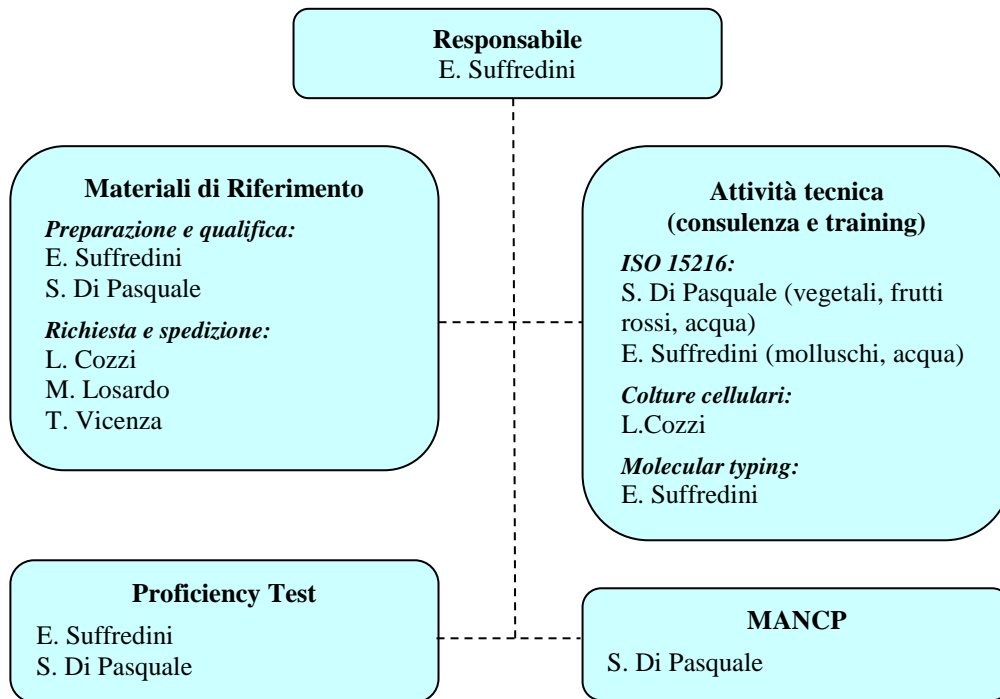 Responsabile
E. Suffredini
Materiali di Riferimento
Preparazione e qualifica:
E. Suffredini
S. Di Pasquale
Richiesta e spedizione:
L. Cozzi
M. Losardo
T. Vicenza
Attività tecnica
(consulenza e training)
ISO 15216:
S. Di Pasquale (vegetali, frutti
rossi, acqua)
E. Suffredini (molluschi, acqua)
Colture cellulari:
L.Cozzi
Molecular typing:
E. Suffredini
Proficiency Test
E. Suffredini
S. Di Pasquale
MANCP
S. Di Pasquale